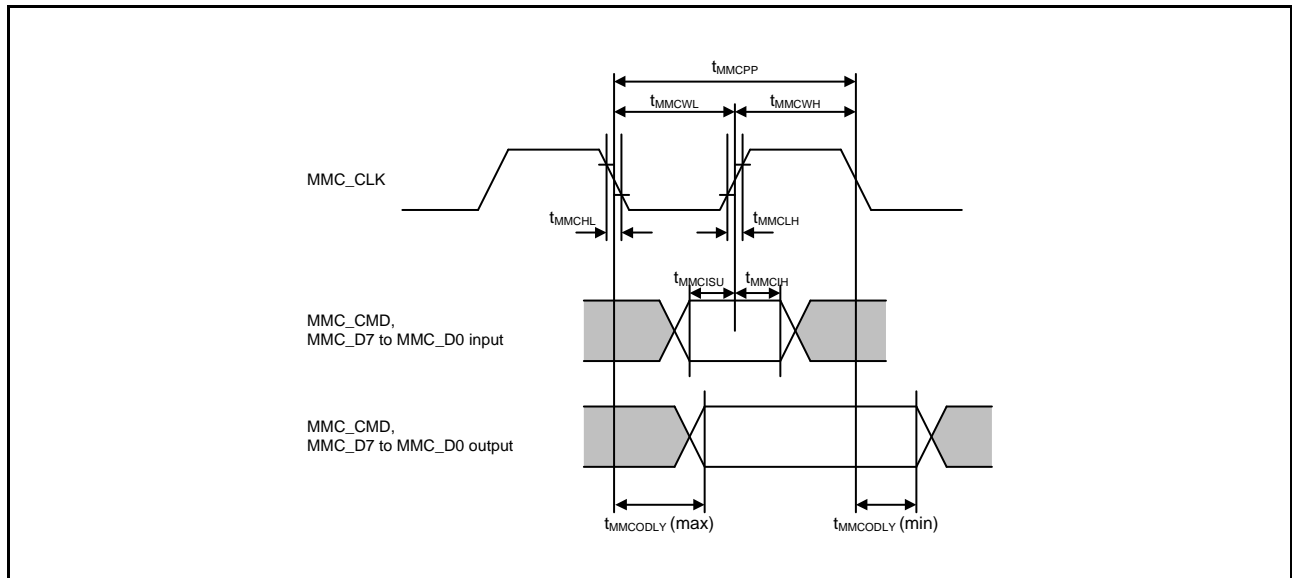 tMMCPP
tMMCWL
tMMCWH
MMC_CLK
tMMCHL
tMMCLH
tMMCISU
tMMCIH
MMC_CMD,
MMC_D7 to MMC_D0 input
MMC_CMD,
MMC_D7 to MMC_D0 output
tMMCODLY (max)
tMMCODLY (min)